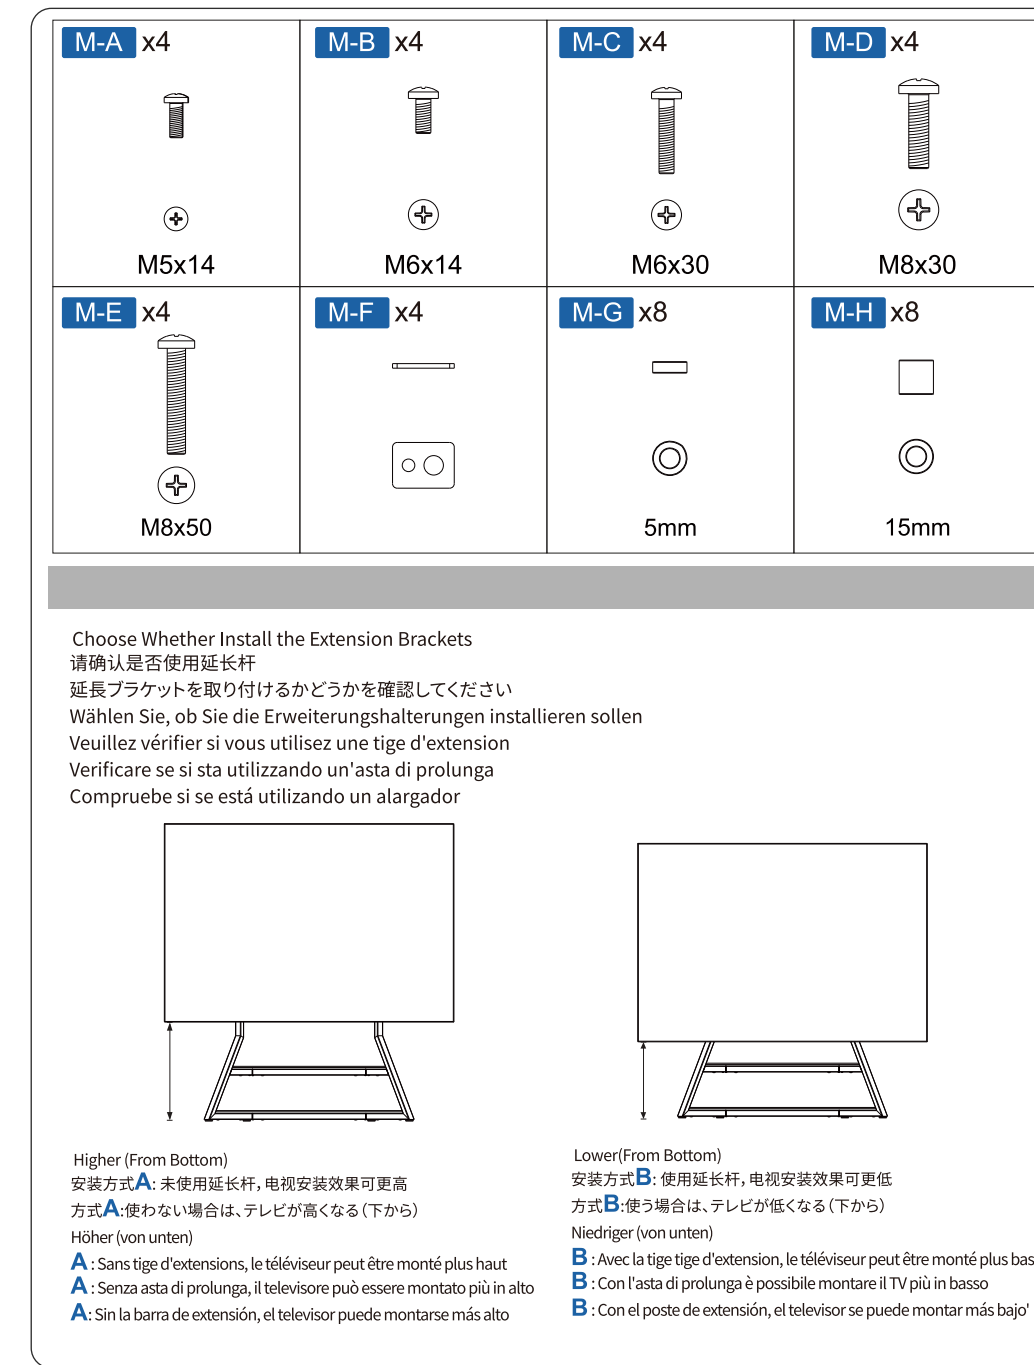 M-A x4
M-B x4
M-C x4
M-D x4
M5x14
M6x14
M6x30
M8x30
M-E x4
M-F x4
M-G x8
M-H x8
M8x50
5mm
15mm
Choose Whether Install the Extension Brackets
请确认是否使用延长杆
延長ブラケットを取り付けるかどうかを確認してください
Wählen Sie, ob Sie die Erweiterungshalterungen installieren sollen
Veuillez vérifier si vous utilisez une tige d'extension
Verificare se si sta utilizzando un'asta di prolunga
Compruebe si se está utilizando un alargador
Higher (From Bottom)
安装方式A: 未使用延长杆，电视安装效果可更高
方式A:使わない場合は、テレビが高くなる（下から）
Höher (von unten)
A : Sans tige d'extensions, le téléviseur peut être monté plus haut
A : Senza asta di prolunga, il televisore può essere montato più in alto
A: Sin la barra de extensión, el televisor puede montarse más alto
Lower(From Bottom)
安装方式B: 使用延长杆，电视安装效果可更低
方式B:使う場合は、テレビが低くなる（下から）
Niedriger (von unten)
B : Avec la tige tige d'extension, le téléviseur peut être monté plus bas
B : Con l'asta di prolunga è possibile montare il TV più in basso
B : Con el poste de extensión, el televisor se puede montar más bajo'